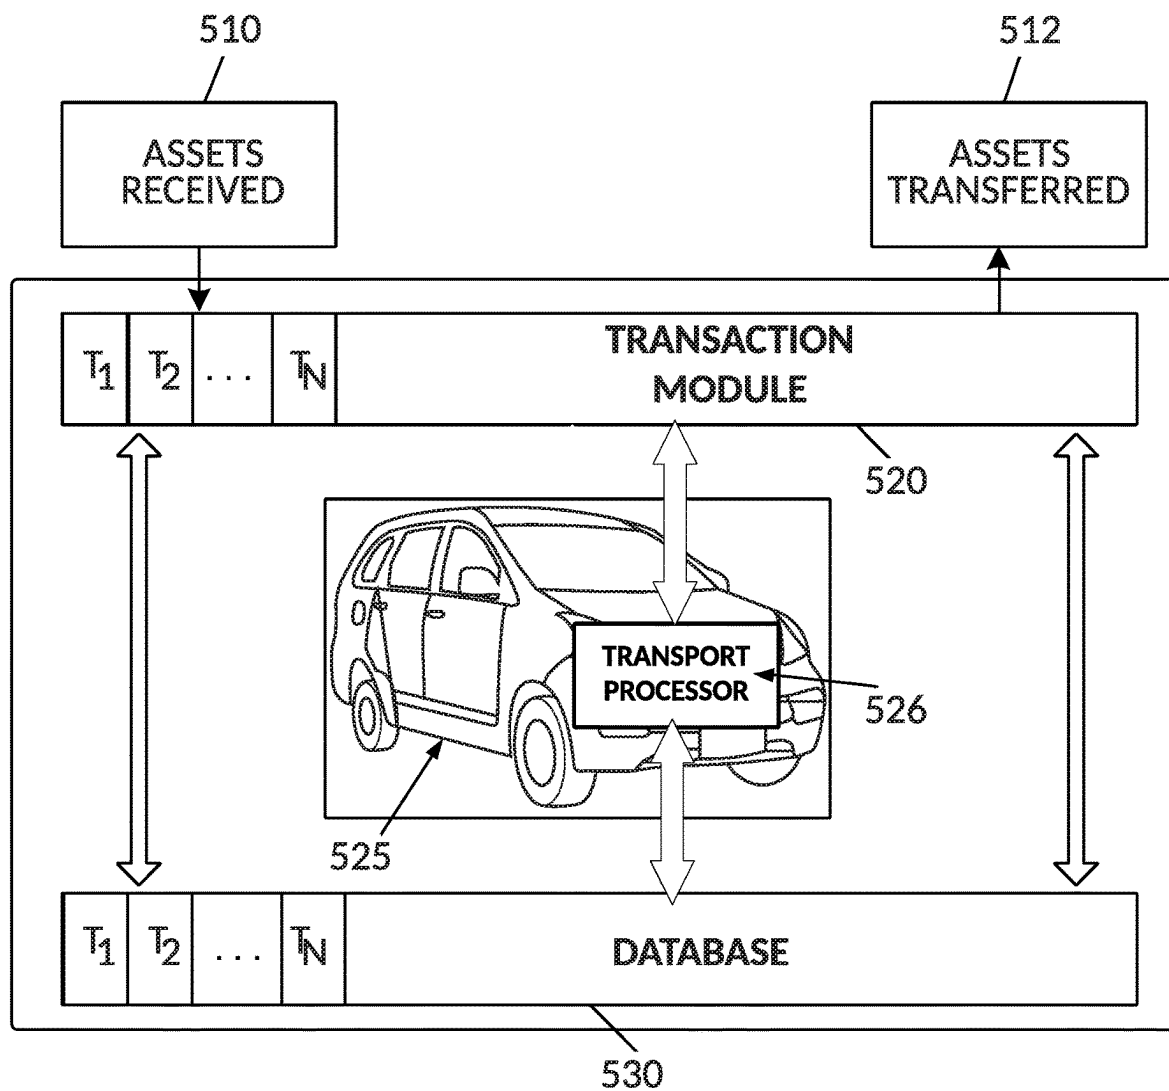 510
512
ASSETS
RECEIVED
ASSETS
TRANSFERRED
T1 T2 ... TN
TRANSACTION
MODULE
520
TRANSPORT
PROCESSOR
526
525
T1 T2 ... TN DATABASE
530